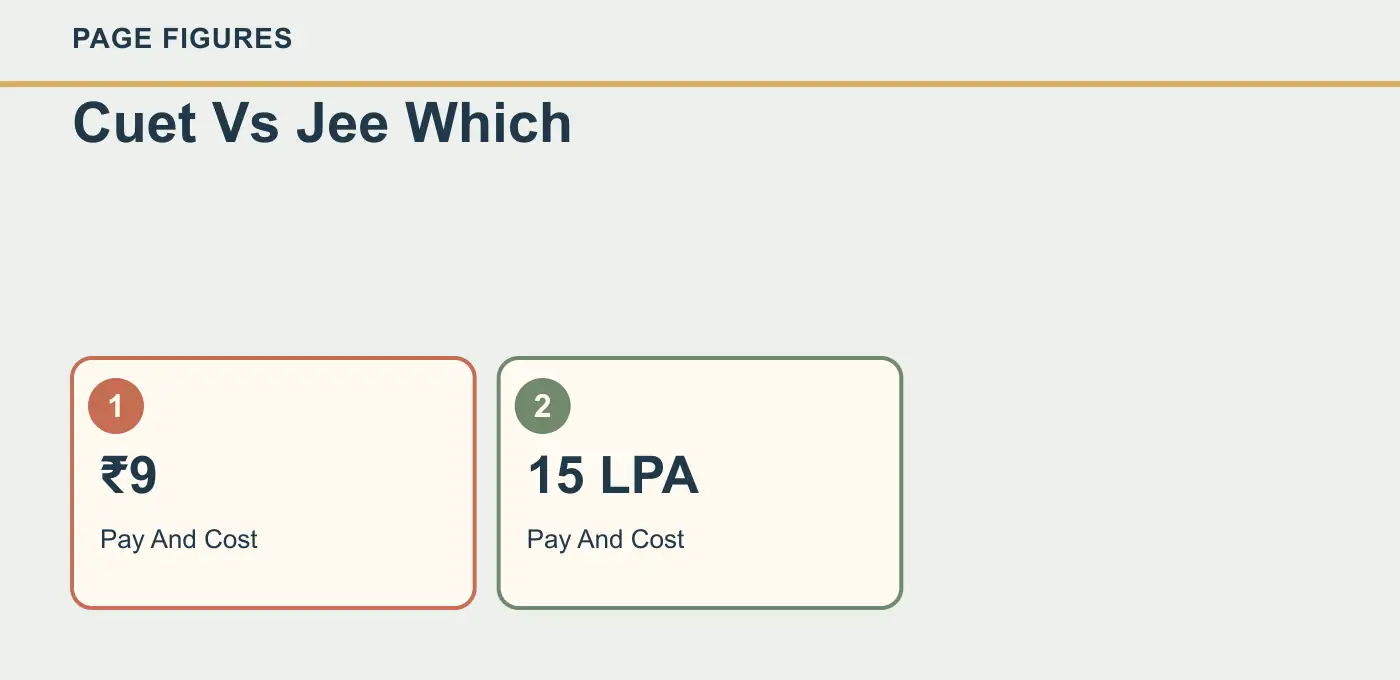 PAGE FIGURES
Cuet Vs Jee Which
1
₹9
Pay And Cost
2
15 LPA
Pay And Cost